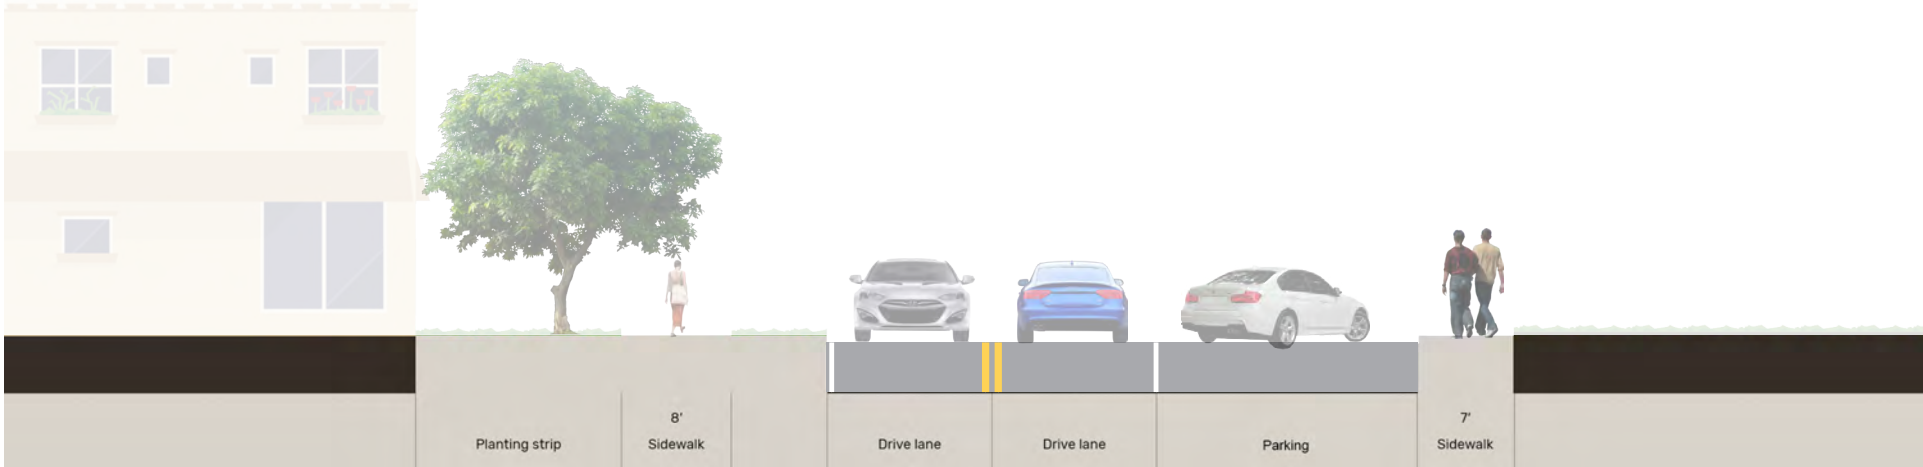 8'
Planting strip
Sidewalk
Drive lane
Drive lane
Parking
7'
Sidewalk